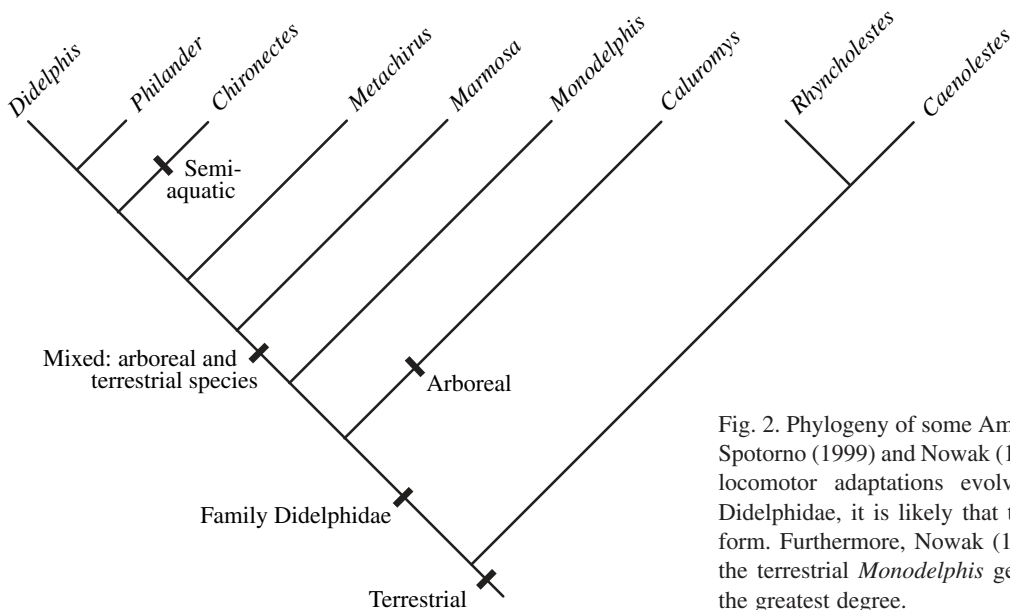 Didelphis
Philander
Chironectes
Metachirus
Marmosa
Monodelphis
Caluromys
Rhyncholestes
Caenolestes
Semi-
aquatic
Mixed: arboreal and
terrestrial species
Arboreal
Family Didelphidae
Terrestrial
Fig. 2. Phylogeny of some Am
Spotorno (1999) and Nowak (1
locomotor adaptations evolv
Didelphidae, it is likely that t
form. Furthermore, Nowak (1
the terrestrial Monodelphis ge
the greatest degree.